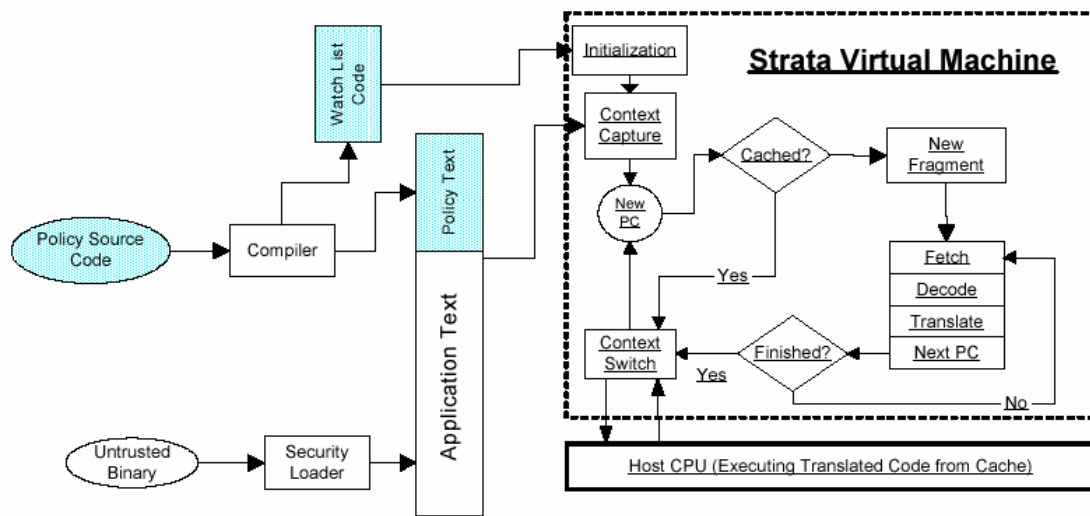 Watch List
Code
Initialization
Strata Virtual Machine
Context
Capture
Cached?
New
Fragment
Policy Text
New
PC
Policy Source
Code
Compiler
Fetch
Yes
Decode
Application Text
Translate
Context
Switch
Finished?
Next PC
Yes
No
Untrusted
Binary
Security
Loader
Host CPU (Executing Translated Code from Cache)